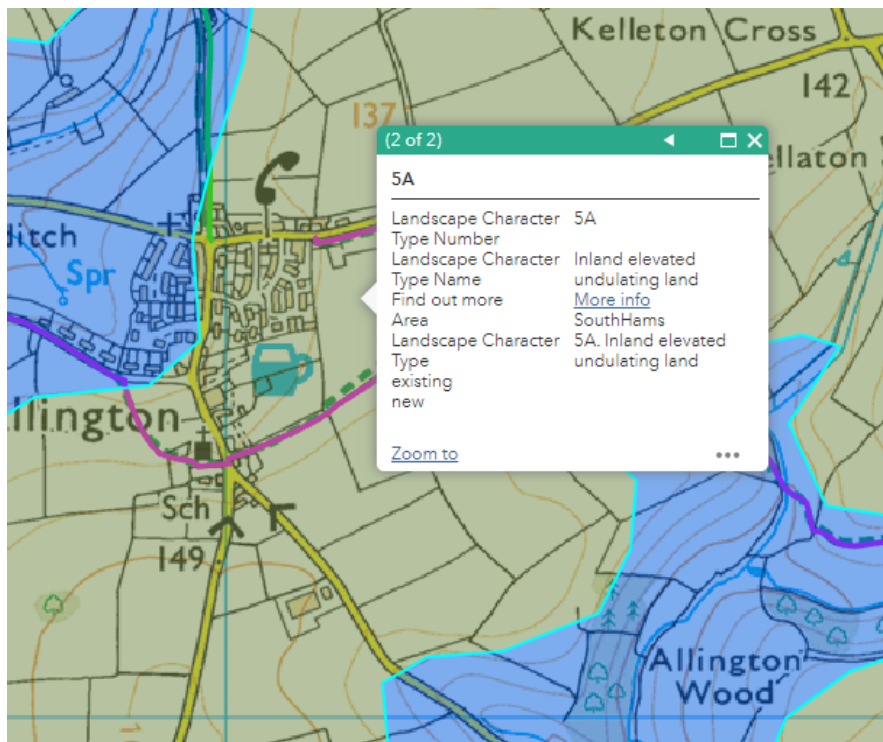 Kelleton Cross
142
137
ellaton
(2 of 2)
5A
Landscape Character Type Number 5A
Landscape Character Type Name Inland elevated undulating land
Find out more More info
Area SouthHams
Landscape Character Type 5A. Inland elevated undulating land
existing
new
Zoom to
ditch
Spr
llington
Sch
149
Allington
Wood